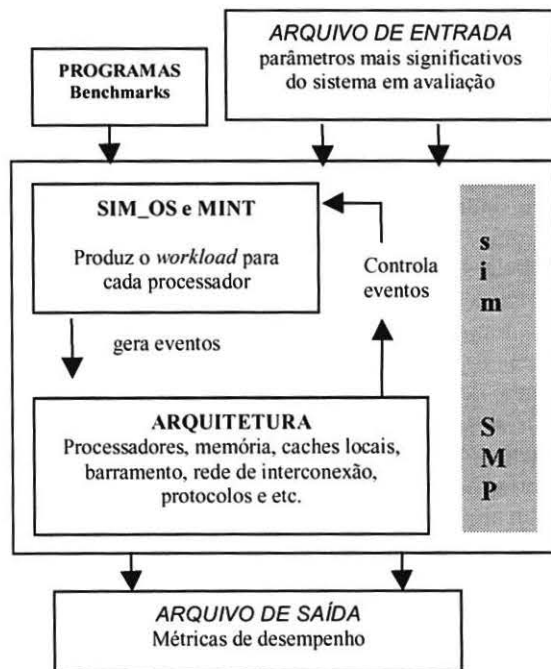 ARQUIVO DE ENTRADA
parâmetros mais significativos
do sistema em avaliação
PROGRAMAS
Benchmarks
SIM_OS e MINT
Produz o workload para
cada processador
Controla
eventos
gera eventos
ARQUITETURA
Processadores, memória, caches locais,
barramento, rede de interconexão,
protocolos e etc.
s
i
m
S
M
P
ARQUIVO DE SAÍDA
Métricas de desempenho